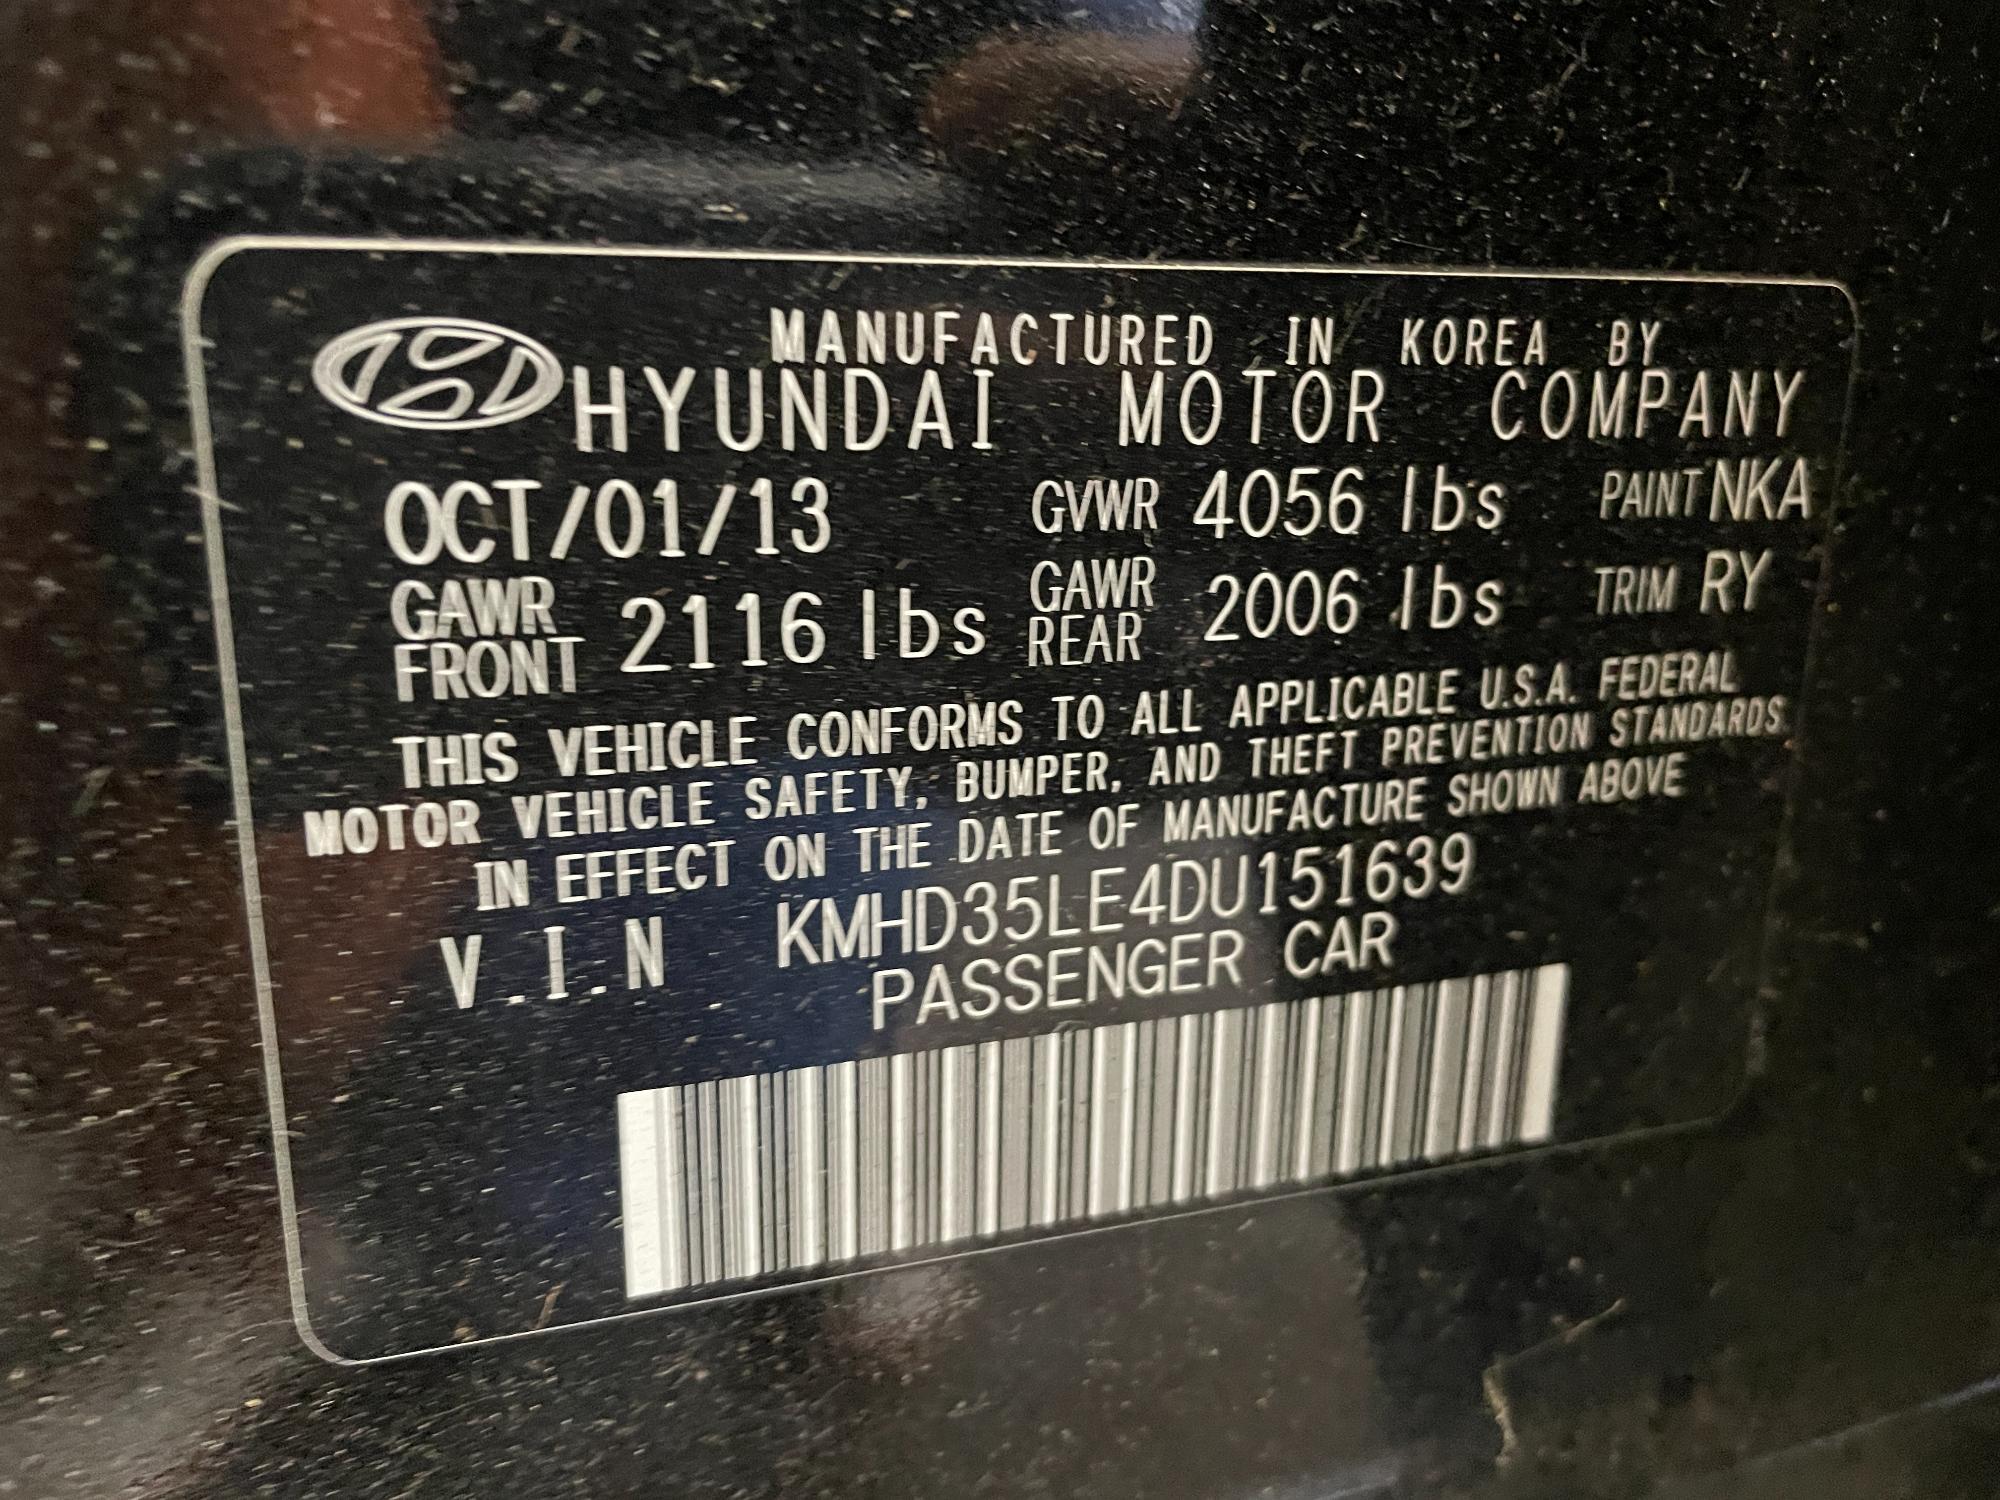 MANUFACTURED IN KOREA BY
HYUNDAI MOTOR COMPANY
OCT/01/13 GVWR 4056 lbs PAINT NKA
GAWR FRONT 2116 lbs GAWR REAR 2006 lbs TRIM RY
THIS VEHICLE CONFORMS TO ALL APPLICABLE U.S.A. FEDERAL
MOTOR VEHICLE SAFETY, BUMPER, AND THEFT PREVENTION STANDARDS
IN EFFECT ON THE DATE OF MANUFACTURE SHOWN ABOVE
V.I.N KMHD35LE4DU151639
PASSENGER CAR